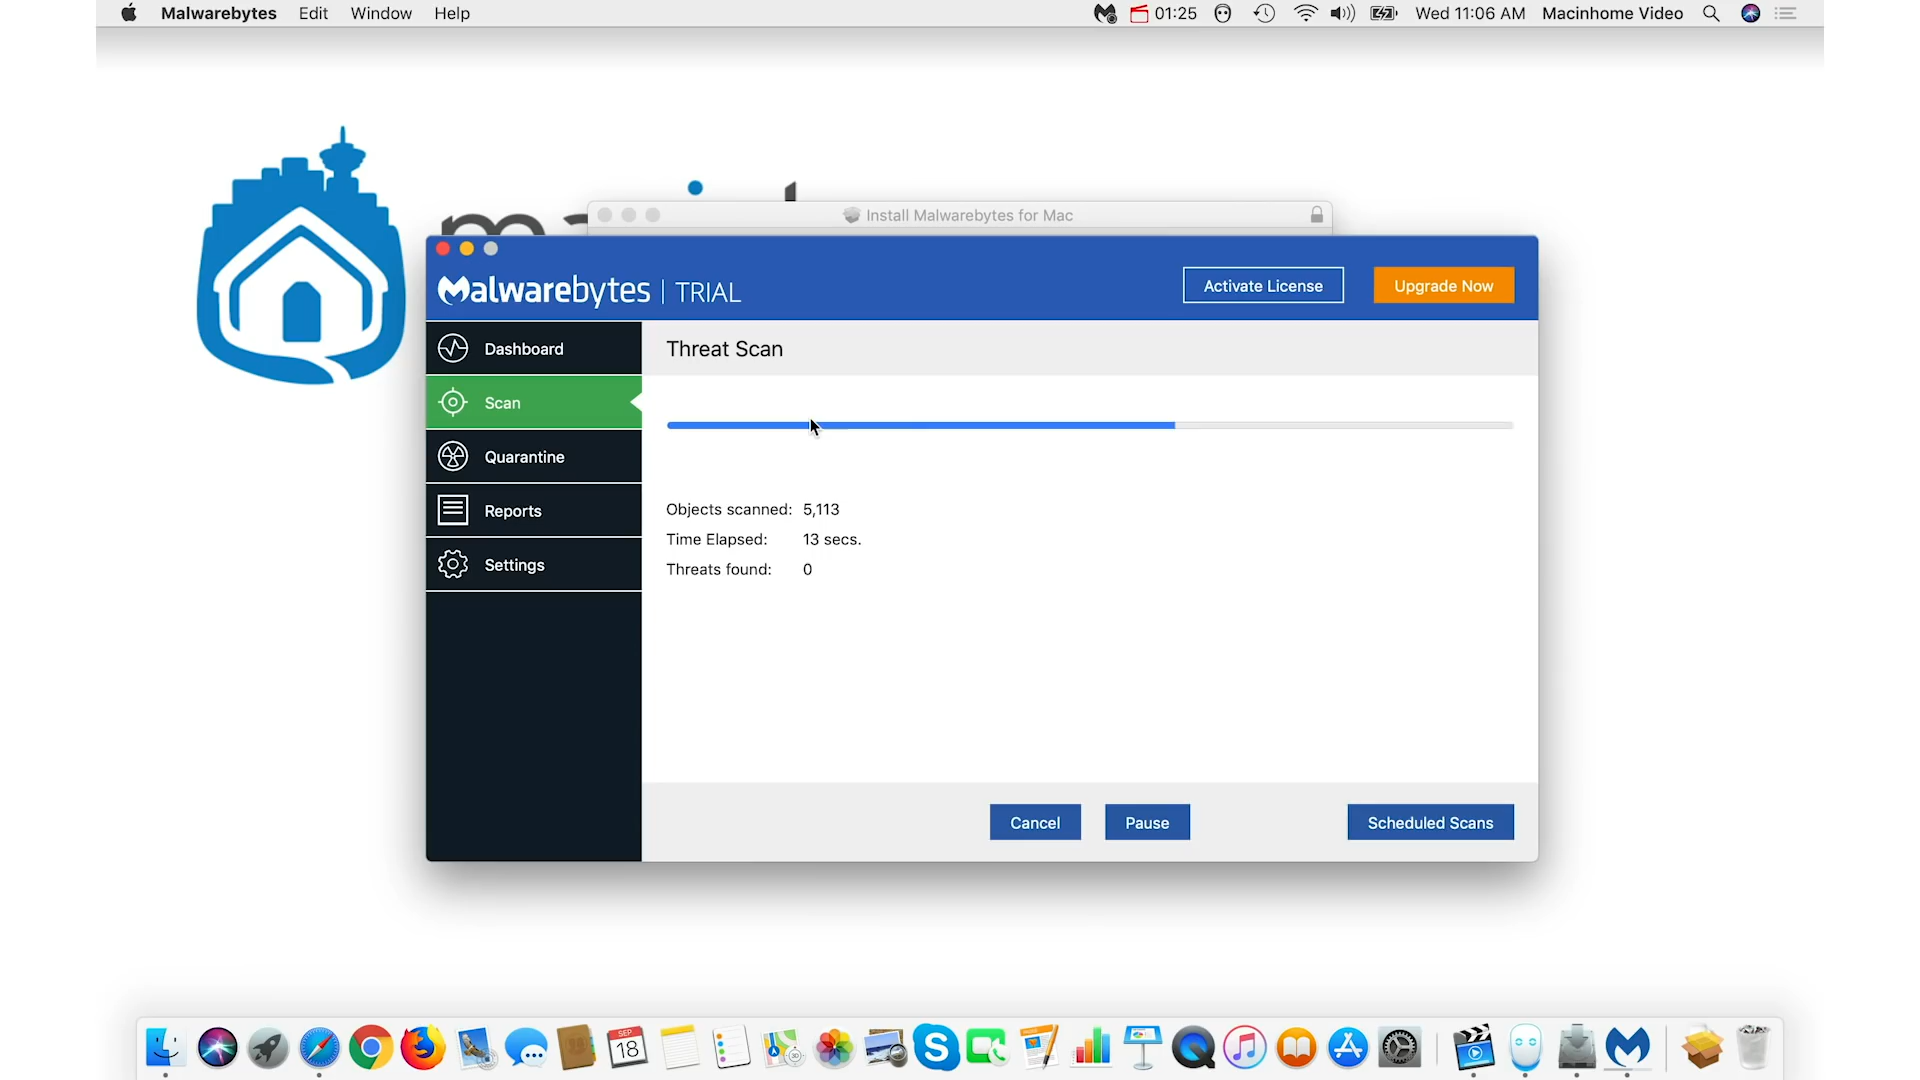 Malwarebytes Edit Window Help 01:25 Wed 11:06 AM Macinhome Video
Install Malwarebytes for Mac
Malwarebytes | TRIAL
Activate License
Upgrade Now
Dashboard
Threat Scan
Scan
Quarantine
Reports
Settings
Objects scanned: 5,113
Time Elapsed: 13 secs.
Threats found: 0
Cancel
Pause
Scheduled Scans
SEP
18